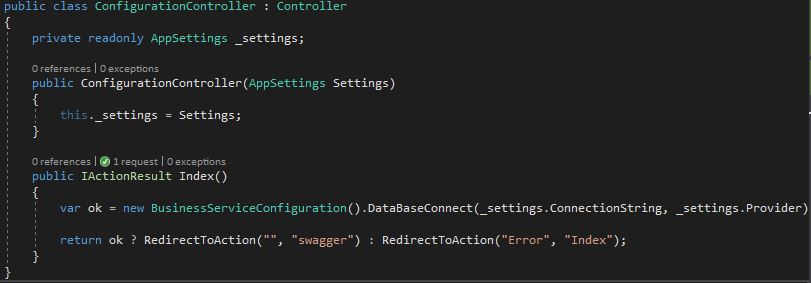 public class ConfigurationController : Controller
{
private readonly AppSettings _settings;
0 references | 0 exceptions
public ConfigurationController(AppSettings Settings)
{
this._settings = Settings;
}
0 references | 1 request | 0 exceptions
public IActionResult Index()
{
var ok = new BusinessServiceConfiguration().DataBaseConnect(_settings.ConnectionString, _settings.Provider)
return ok ? RedirectToAction("", "swagger") : RedirectToAction("Error", "Index");
}
}